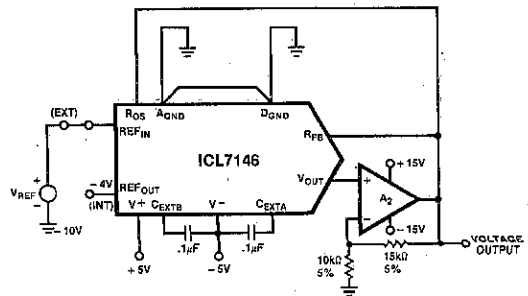 ROS AGND DGND
(EXT)
REFIN
RFB
ICL7146
VOUT
+ 15V
+
A2
-
- 15V
+
VREF
-
- 10V
- 4V
(INT)
REFOUT
V+ CEXTB V- CEXTA
.1µF .1µF
+5V -5V
10kΩ
5%
15kΩ
5%
VOLTAGE
OUTPUT